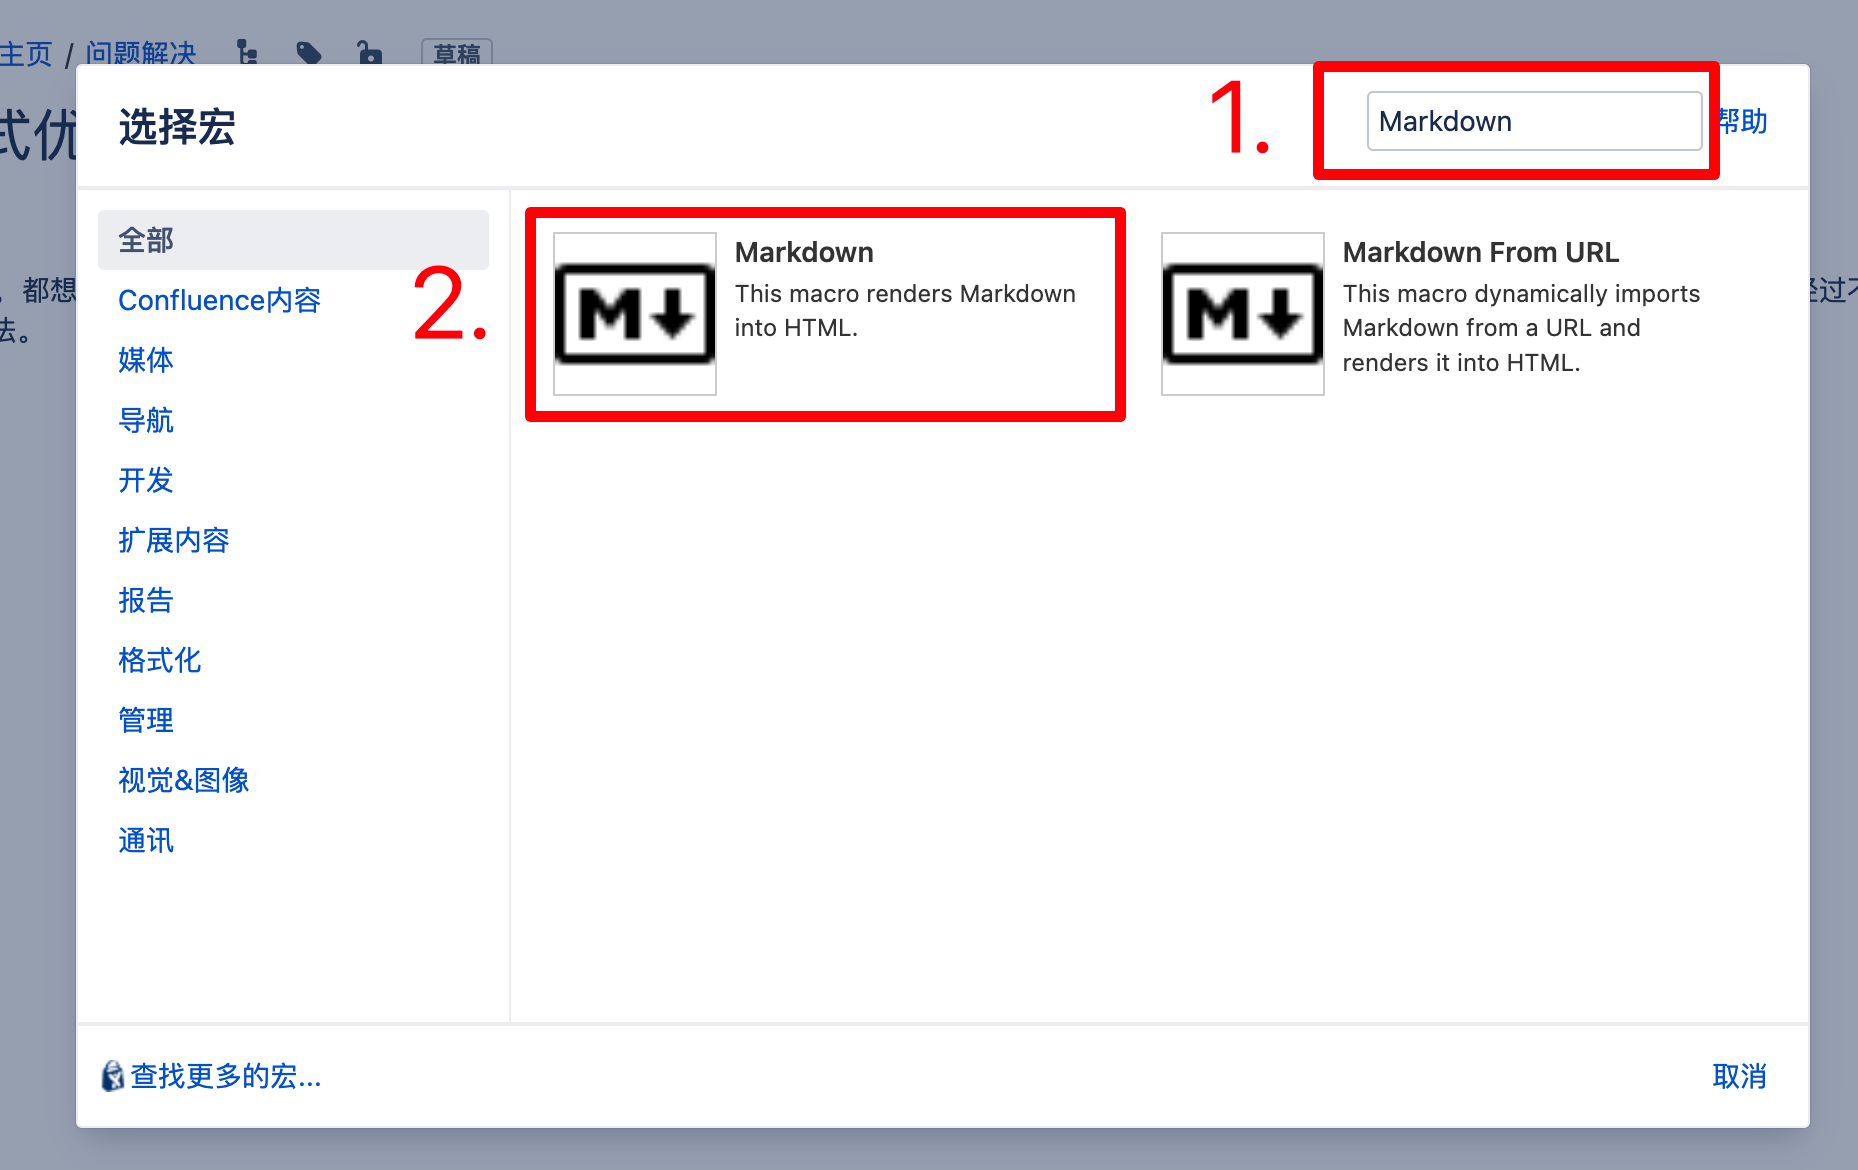 主页 / 问题解决 草稿
式优
选择宏
1.
Markdown
帮助
，都想
法。
经过不
全部
Confluence内容
媒体
导航
开发
扩展内容
报告
格式化
管理
视觉&图像
通讯
2.
Markdown
This macro renders Markdown
into HTML.
Markdown From URL
This macro dynamically imports
Markdown from a URL and
renders it into HTML.
查找更多的宏...
取消